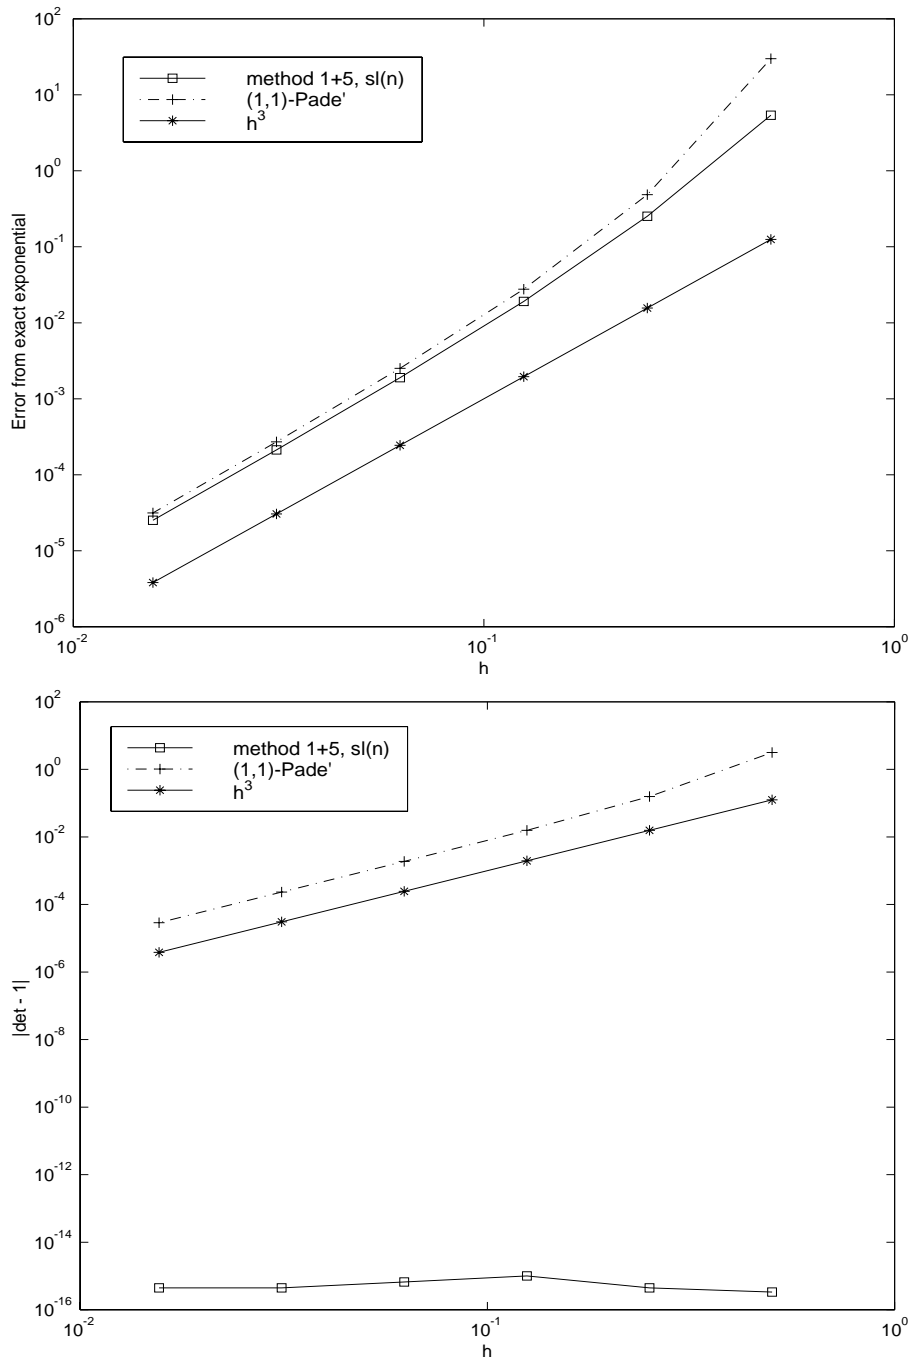 10^2
method 1+5, sl(n)
(1,1)-Pade'
h^3
10^1
10^0
10^-1
10^-2
10^-3
10^-4
10^-5
10^-6
Error from exact exponential
10^-2
10^-1
10^0
h
10^2
method 1+5, sl(n)
(1,1)-Pade'
h^3
10^0
10^-2
10^-4
10^-6
10^-8
10^-10
10^-12
10^-14
10^-16
|det - 1|
10^-2
10^-1
10^0
h